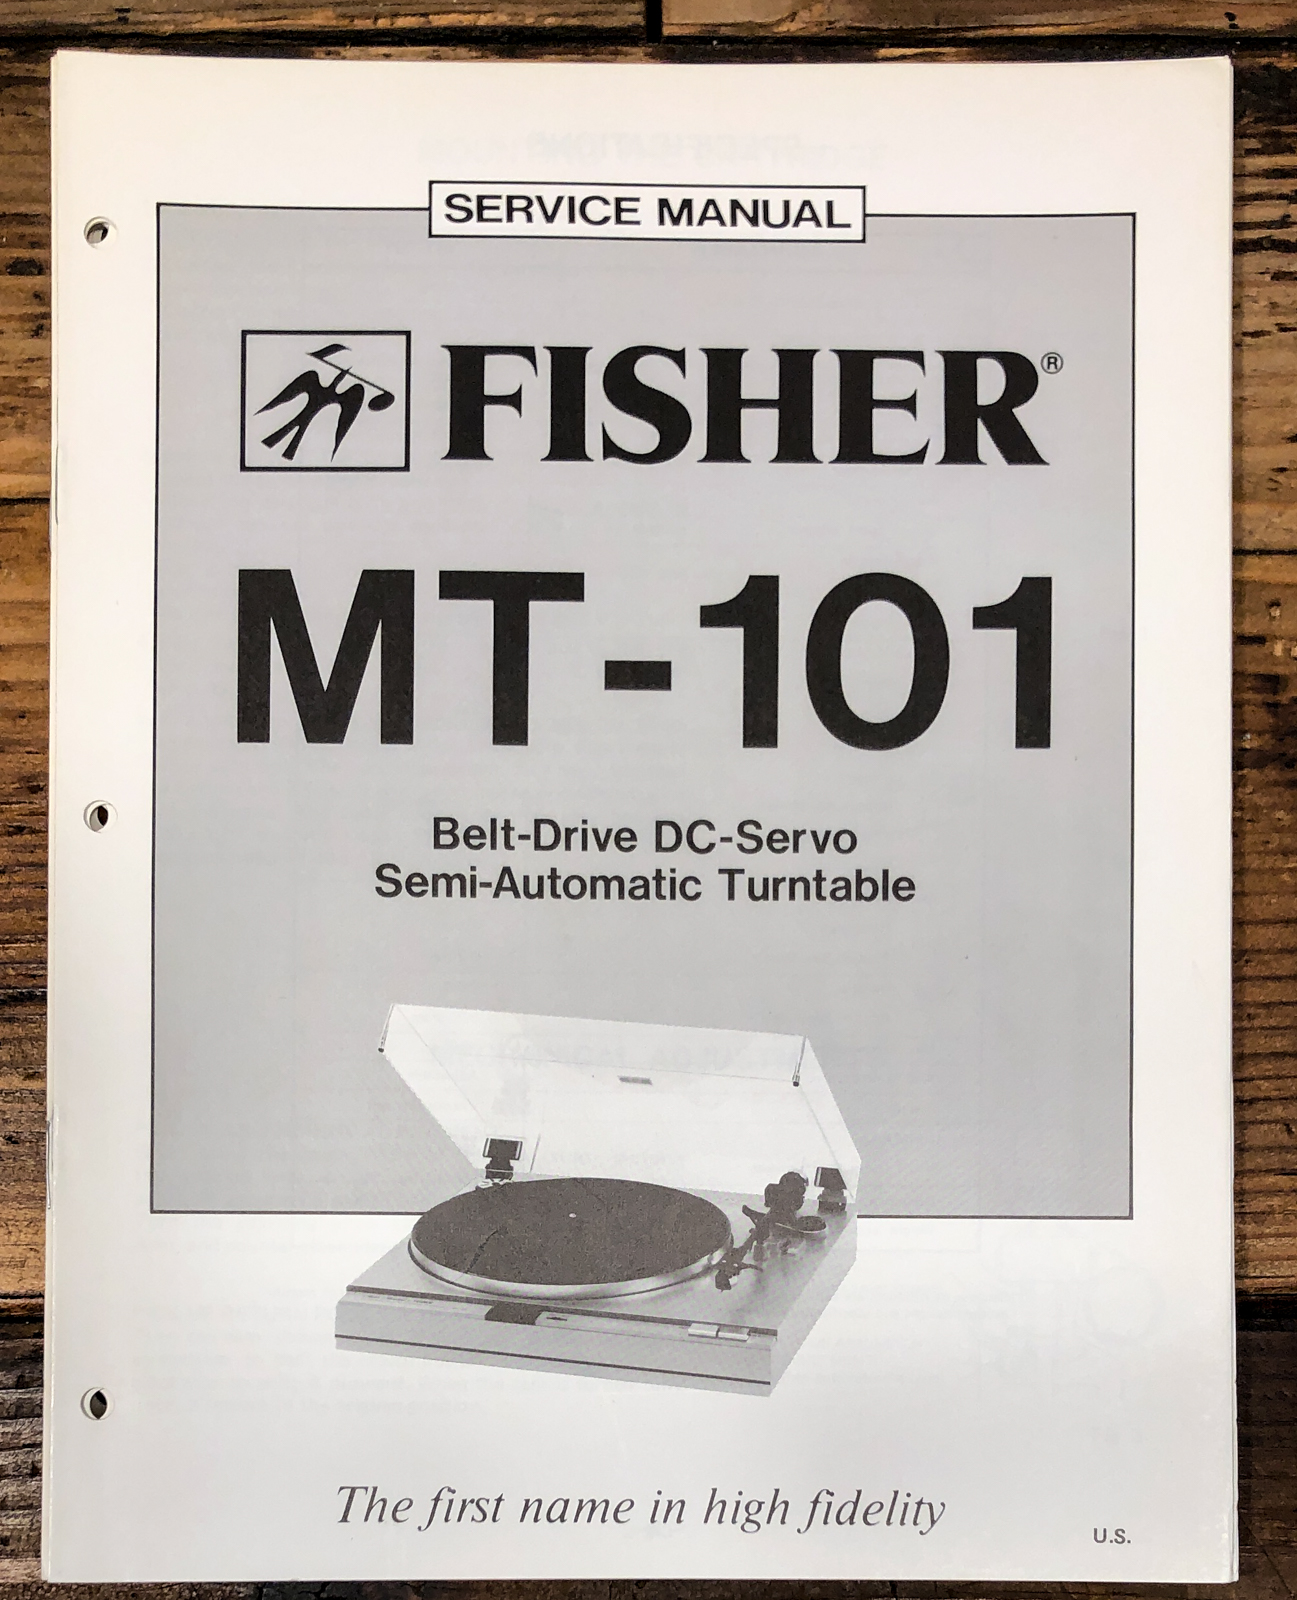 SERVICE MANUAL
FISHER®
MT-101
Belt-Drive DC-Servo
Semi-Automatic Turntable
The first name in high fidelity
U.S.